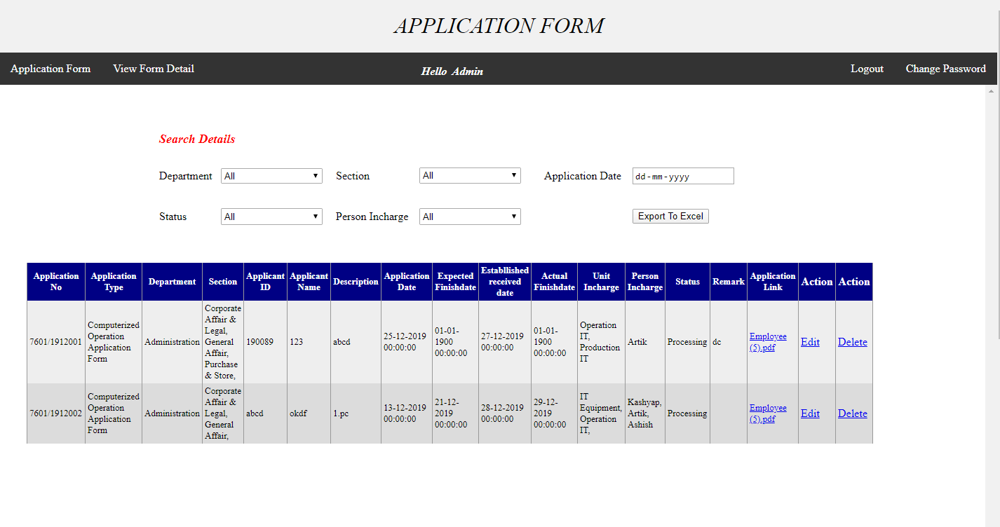 APPLICATION FORM
Application Form View Form Detail Hello Admin Logout Change Password
Search Details
Department All Section All Application Date dd-mm-yyyy
Status All Person Incharge All Export To Excel
Application No Application Type Department Section Applicant ID Applicant Name Description Application Date Expected Finishdate Establlished received date Actual Finishdate Unit Incharge Person Incharge Status Remark Application Link Action Action
7601/1912001 Computerized Operation Application Form Administration Corporate Affair & Legal, General Affair, Purchase & Store, 190089 123 abcd 25-12-2019 00:00:00 01-01-1900 00:00:00 27-12-2019 00:00:00 01-01-1900 00:00:00 Operation IT, Production IT Artik Processing dc Employee (5).pdf Edit Delete
7601/1912002 Computerized Operation Application Form Administration Corporate Affair & Legal, General Affair, abcd okdf 1.pc 13-12-2019 00:00:00 21-12-2019 00:00:00 28-12-2019 00:00:00 29-12-2019 00:00:00 IT Equipment, Operation IT, Kashyap, Artik, Ashish Processing Employee (5).pdf Edit Delete